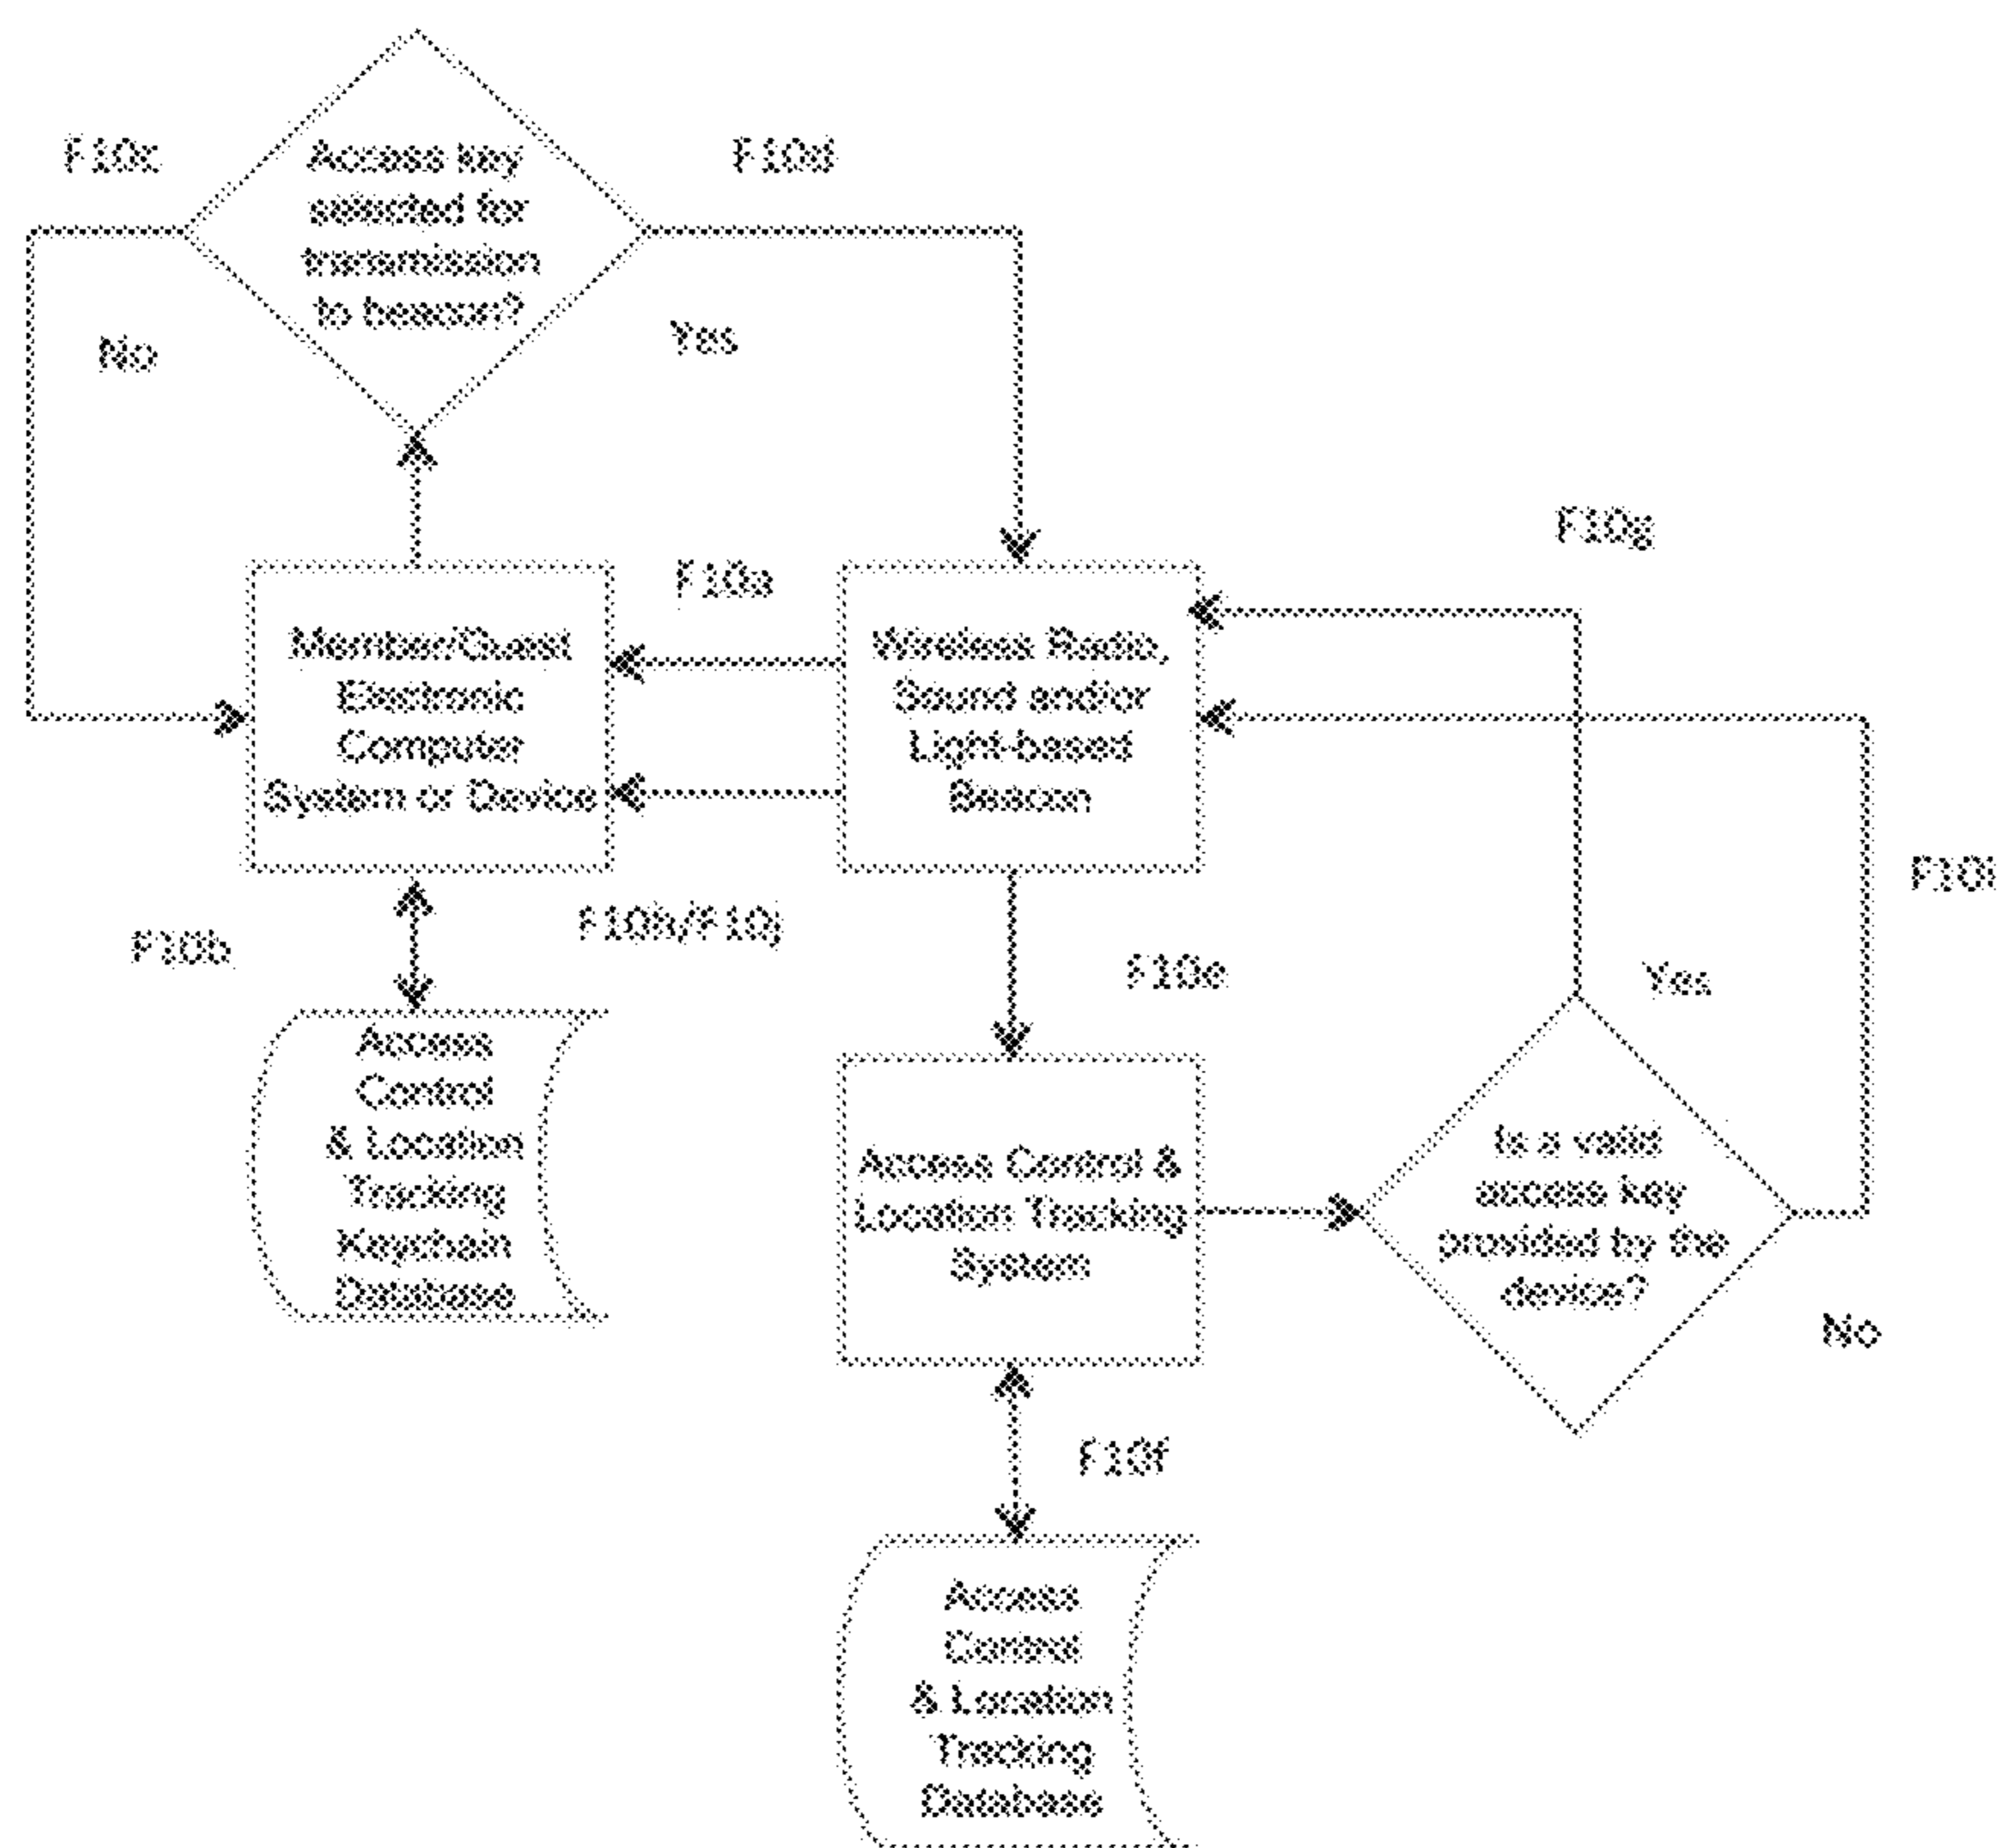 F10c
Access key
selected for
transmission
to beacon?
F10d
No
Yes
F10g
F10a
Member/Guest
Electronic
Computer
System or Device
Wireless Radio,
Sound and/or
Light-based
Beacon
F10i
F10b
F10h/F10j
F10e
Yes
Access
Control
& Location
Tracking
Keychain
Database
Access Control &
Location Tracking
System
Is a valid
access key
provided by the
device?
No
F10f
Access
Control
& Location
Tracking
Database